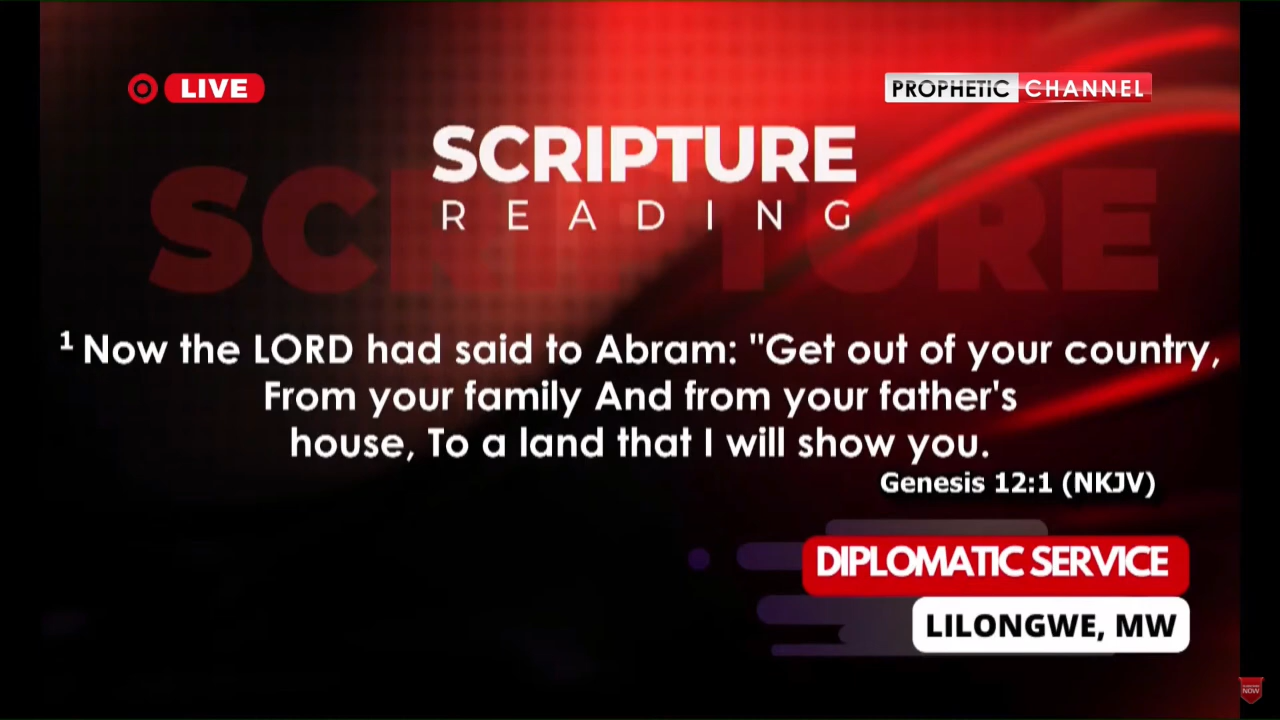 LIVE
PROPHETIC CHANNEL
SCRIPTURE
SCRIPTURE
READING
1 Now the LORD had said to Abram: "Get out of your country,
From your family And from your father's
house, To a land that I will show you.
Genesis 12:1 (NKJV)
DIPLOMATIC SERVICE
LILONGWE, MW
NOW